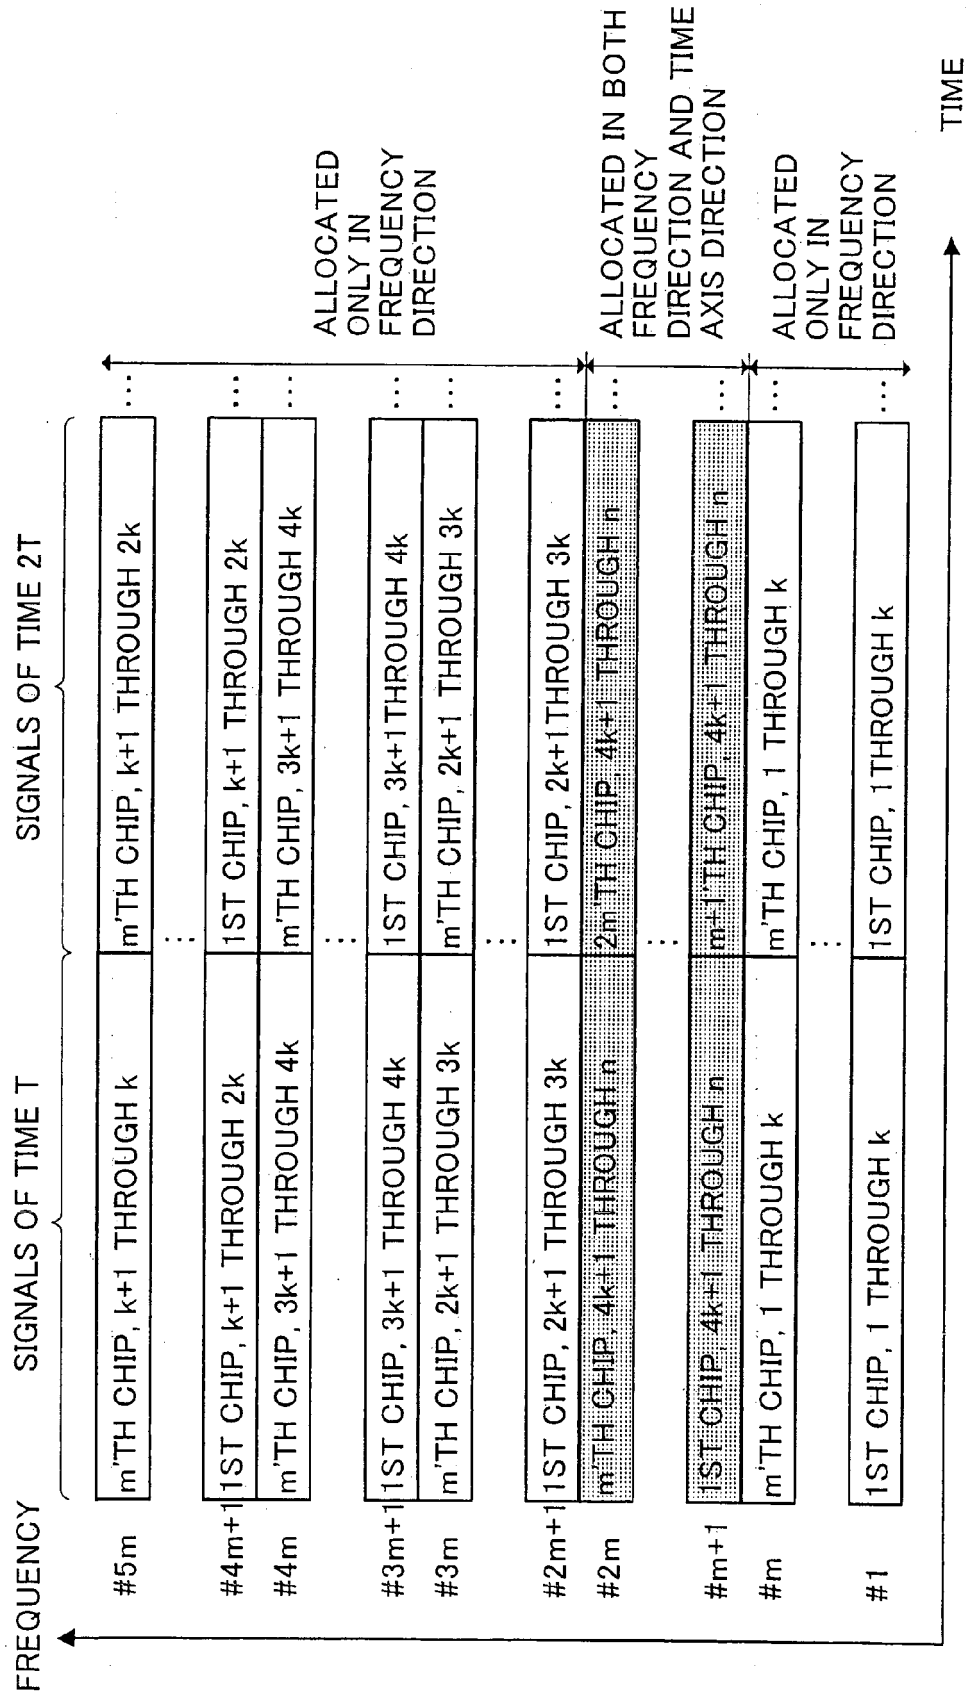 FREQUENCY
SIGNALS OF TIME T
SIGNALS OF TIME 2T
#5m
m'TH CHIP, k+1 THROUGH k
m'TH CHIP, k+1 THROUGH 2k
...
...
#4m+1
1ST CHIP, k+1 THROUGH 2k
1ST CHIP, k+1 THROUGH 2k
...
#4m
m'TH CHIP, 3k+1 THROUGH 4k
m'TH CHIP, 3k+1 THROUGH 4k
...
...
#3m+1
1ST CHIP, 3k+1 THROUGH 4k
1ST CHIP, 3k+1 THROUGH 4k
...
#3m
m'TH CHIP, 2k+1 THROUGH 3k
m'TH CHIP, 2k+1 THROUGH 3k
...
...
#2m+1
1ST CHIP, 2k+1 THROUGH 3k
1ST CHIP, 2k+1 THROUGH 3k
...
#2m
m'TH CHIP, 4k+1 THROUGH n
2m'TH CHIP, 4k+1 THROUGH n
...
...
#m+1
1ST CHIP, 4k+1 THROUGH n
m+1'TH CHIP, 4k+1 THROUGH n
...
#m
m'TH CHIP, 1 THROUGH k
m'TH CHIP, 1 THROUGH k
...
...
#1
1ST CHIP, 1 THROUGH k
1ST CHIP, 1THROUGH k
...
ALLOCATED
ONLY IN
FREQUENCY
DIRECTION
ALLOCATED IN BOTH
FREQUENCY
DIRECTION AND TIME
AXIS DIRECTION
ALLOCATED
ONLY IN
FREQUENCY
DIRECTION
TIME